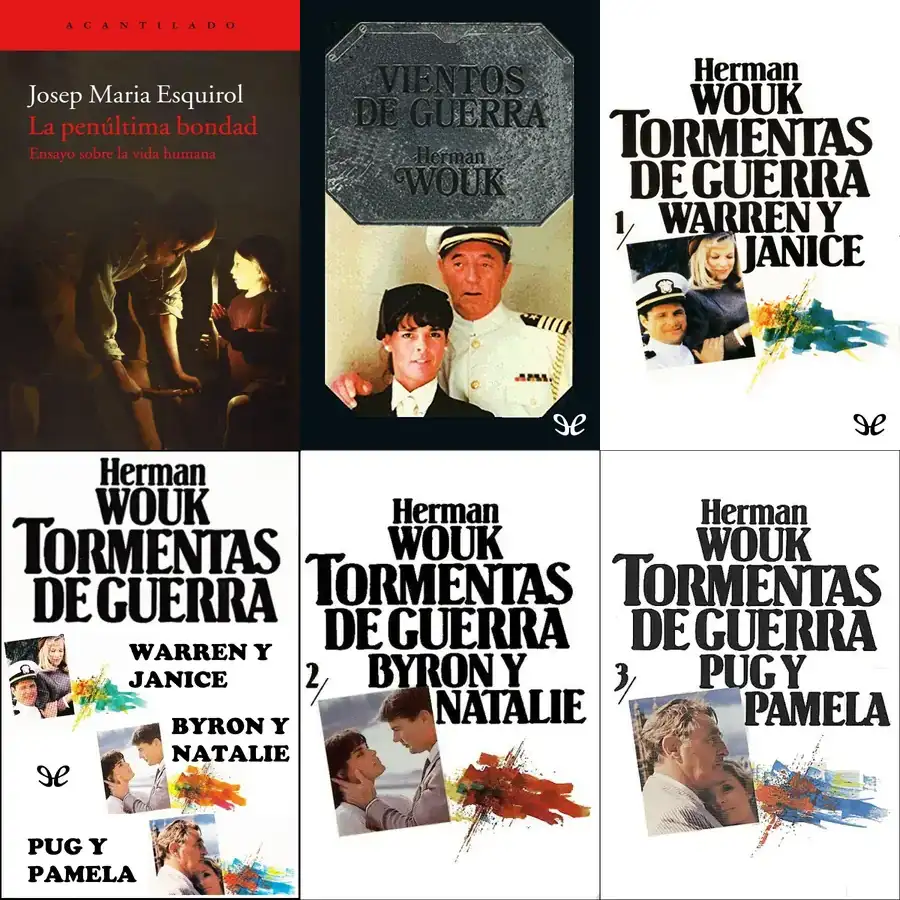 ACANTILADO
Josep Maria Esquirol
La penúltima bondad
Ensayo sobre la vida humana
VIENTOS
DE GUERRA
Herman
WOUK
Herman
WOUK
TORMENTAS
DE GUERRA
1/
WARREN Y
JANICE
Herman
WOUK
TORMENTAS
DE GUERRA
WARREN Y
JANICE
BYRON Y
NATALIE
PUG Y
PAMELA
Herman
WOUK
TORMENTAS
DE GUERRA
2/
BYRON Y
NATALIE
Herman
WOUK
TORMENTAS
DE GUERRA
3/
PUG Y
PAMELA